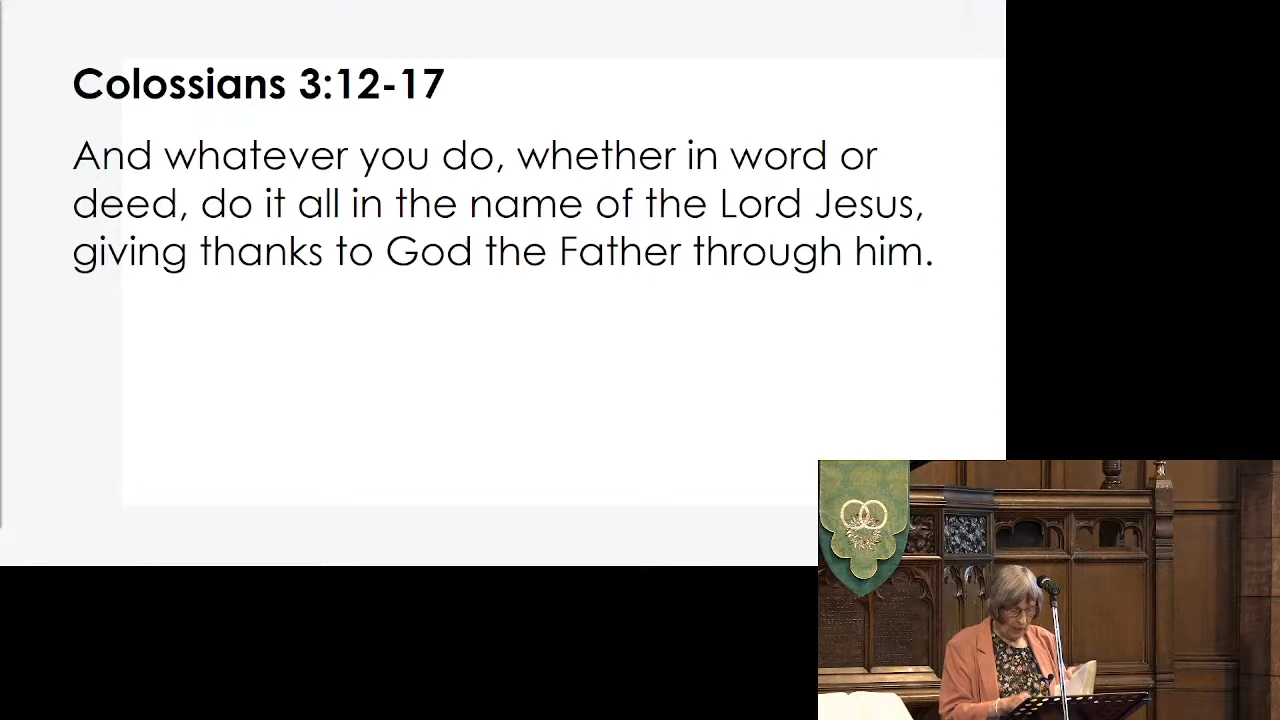 Colossians 3:12-17
And whatever you do, whether in word or
deed, do it all in the name of the Lord Jesus,
giving thanks to God the Father through him.